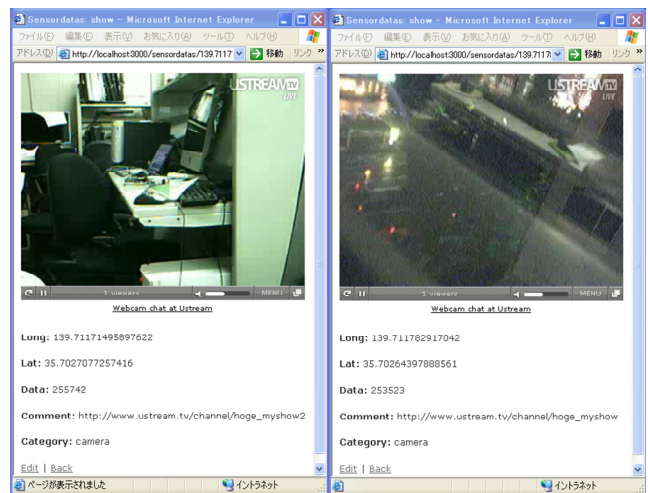 Sensordatas: show - Microsoft Internet Explorer
ファイル(F) 編集(E) 表示(V) お気に入り(A) ツール(T) ヘルプ(H)
アドレス(D) http://localhost:3000/sensordatas/139.7117 移動 リンク »
USTREAM TV
LIVE
1 viewers MENU
Webcam chat at Ustream
Long: 139.71171495897622
Lat: 35.7027077257416
Data: 255742
Comment: http://www.ustream.tv/channel/hoge_myshow2
Category: camera
Edit | Back
ページが表示されました イントラネット
Sensordatas: show - Microsoft Internet Explorer
ファイル(F) 編集(E) 表示(V) お気に入り(A) ツール(T) ヘルプ(H)
アドレス(D) http://localhost:3000/sensordatas/139.7117 移動 リンク »
USTREAM TV
LIVE
1 viewers MENU
Webcam chat at Ustream
Long: 139.711782917042
Lat: 35.70264397888561
Data: 253523
Comment: http://www.ustream.tv/channel/hoge_myshow
Category: camera
Edit | Back
イントラネット